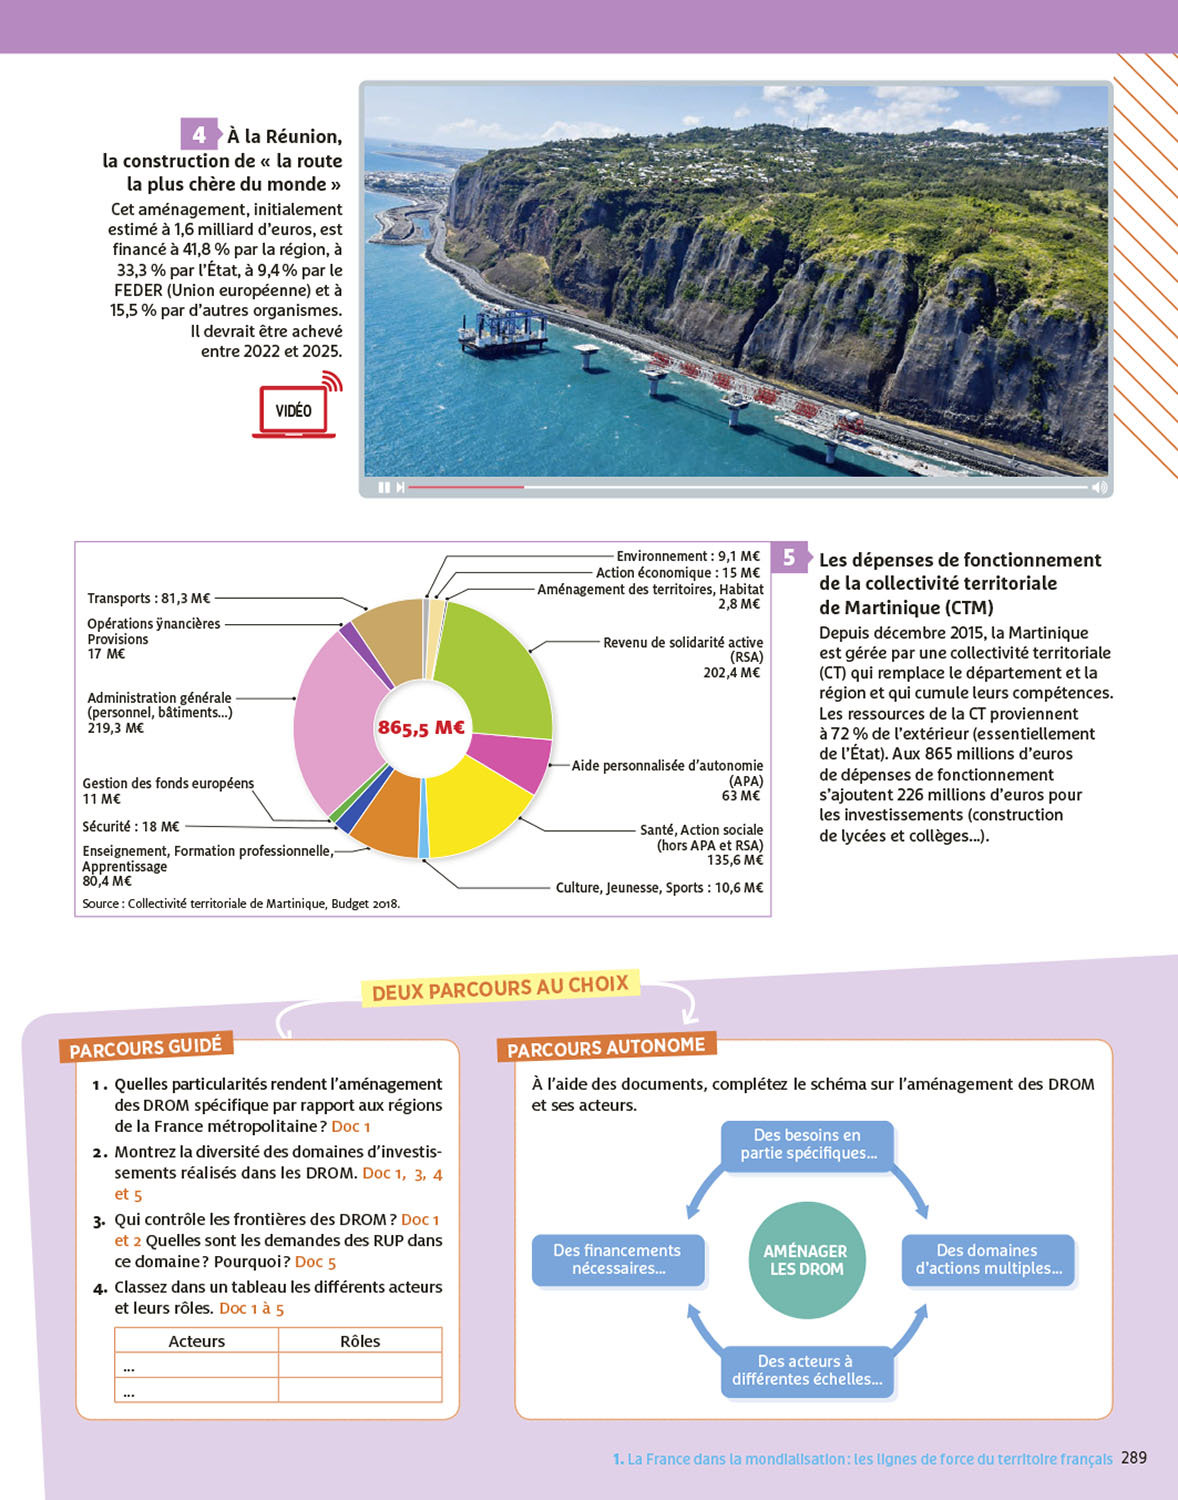 4 À la Réunion,
la construction de « la route
la plus chère du monde »
Cet aménagement, initialement
estimé à 1,6 milliard d'euros, est
financé à 41,8 % par la région, à
33,3 % par l'État, à 9,4 % par le
FEDER (Union européenne) et à
15,5 % par d'autres organismes.
Il devrait être achevé
entre 2022 et 2025.
VIDÉO
Environnement : 9,1 M€
Action économique : 15 M€
Aménagement des territoires, Habitat
2,8 M€
Revenu de solidarité active
(RSA)
202,4 M€
Aide personnalisée d'autonomie
(APA)
63 M€
Santé, Action sociale
(hors APA et RSA)
135,6 M€
Culture, Jeunesse, Sports : 10,6 M€
Transports : 81,3 M€
Opérations ÿnancières
Provisions
17 M€
Administration générale
(personnel, bâtiments...)
219,3 M€
Gestion des fonds européens
11 M€
Sécurité : 18 M€
Enseignement, Formation professionnelle,
Apprentissage
80,4 M€
865,5 M€
Source : Collectivité territoriale de Martinique, Budget 2018.
5 Les dépenses de fonctionnement
de la collectivité territoriale
de Martinique (CTM)
Depuis décembre 2015, la Martinique
est gérée par une collectivité territoriale
(CT) qui remplace le département et la
région et qui cumule leurs compétences.
Les ressources de la CT proviennent
à 72 % de l'extérieur (essentiellement
de l'État). Aux 865 millions d'euros
de dépenses de fonctionnement
s'ajoutent 226 millions d'euros pour
les investissements (construction
de lycées et collèges...).
DEUX PARCOURS AU CHOIX
PARCOURS GUIDÉ
1. Quelles particularités rendent l'aménagement
des DROM spécifique par rapport aux régions
de la France métropolitaine ? Doc 1
2. Montrez la diversité des domaines d'investis-
sements réalisés dans les DROM. Doc 1, 3, 4
et 5
3. Qui contrôle les frontières des DROM ? Doc 1
et 2 Quelles sont les demandes des RUP dans
ce domaine ? Pourquoi ? Doc 5
4. Classez dans un tableau les différents acteurs
et leurs rôles. Doc 1 à 5
Acteurs Rôles
...
...
PARCOURS AUTONOME
À l'aide des documents, complétez le schéma sur l'aménagement des DROM
et ses acteurs.
Des besoins en
partie spécifiques...
Des financements
nécessaires...
AMÉNAGER
LES DROM
Des domaines
d'actions multiples...
Des acteurs à
différentes échelles...
1. La France dans la mondialisation : les lignes de force du territoire français 289